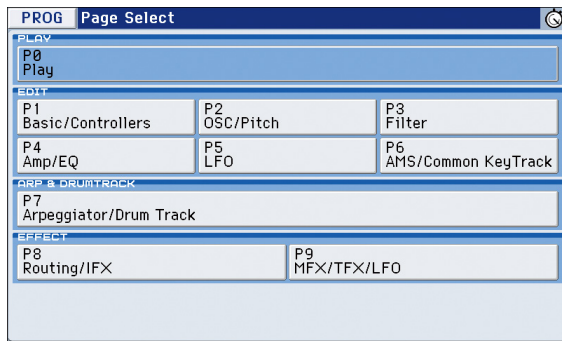 PROG Page Select
PLAY
P0
Play
EDIT
P1
Basic/Controllers
P2
OSC/Pitch
P3
Filter
P4
Amp/EQ
P5
LFO
P6
AMS/Common KeyTrack
ARP & DRUMTRACK
P7
Arpeggiator/Drum Track
EFFECT
P8
Routing/IFX
P9
MFX/TFX/LFO